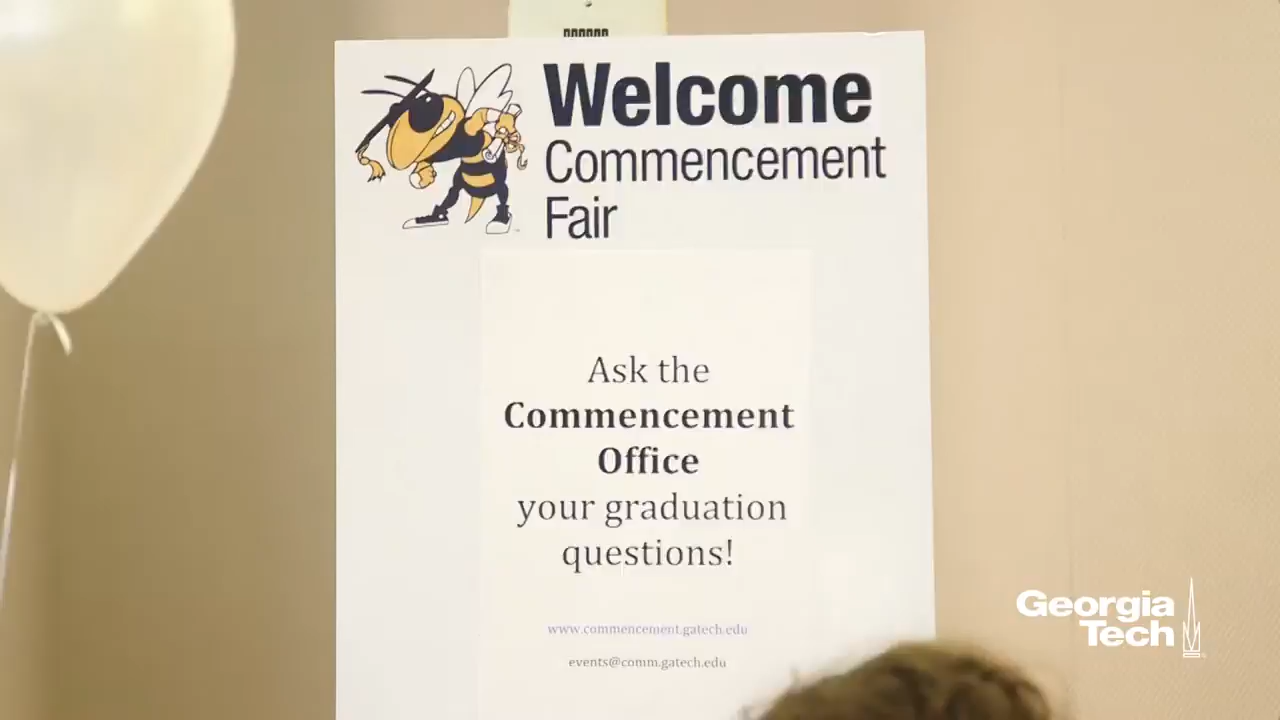 Welcome
Commencement
Fair
Ask the
Commencement
Office
your graduation
questions!
www.commencement.gatech.edu
events@comm.gatech.edu
Georgia
Tech